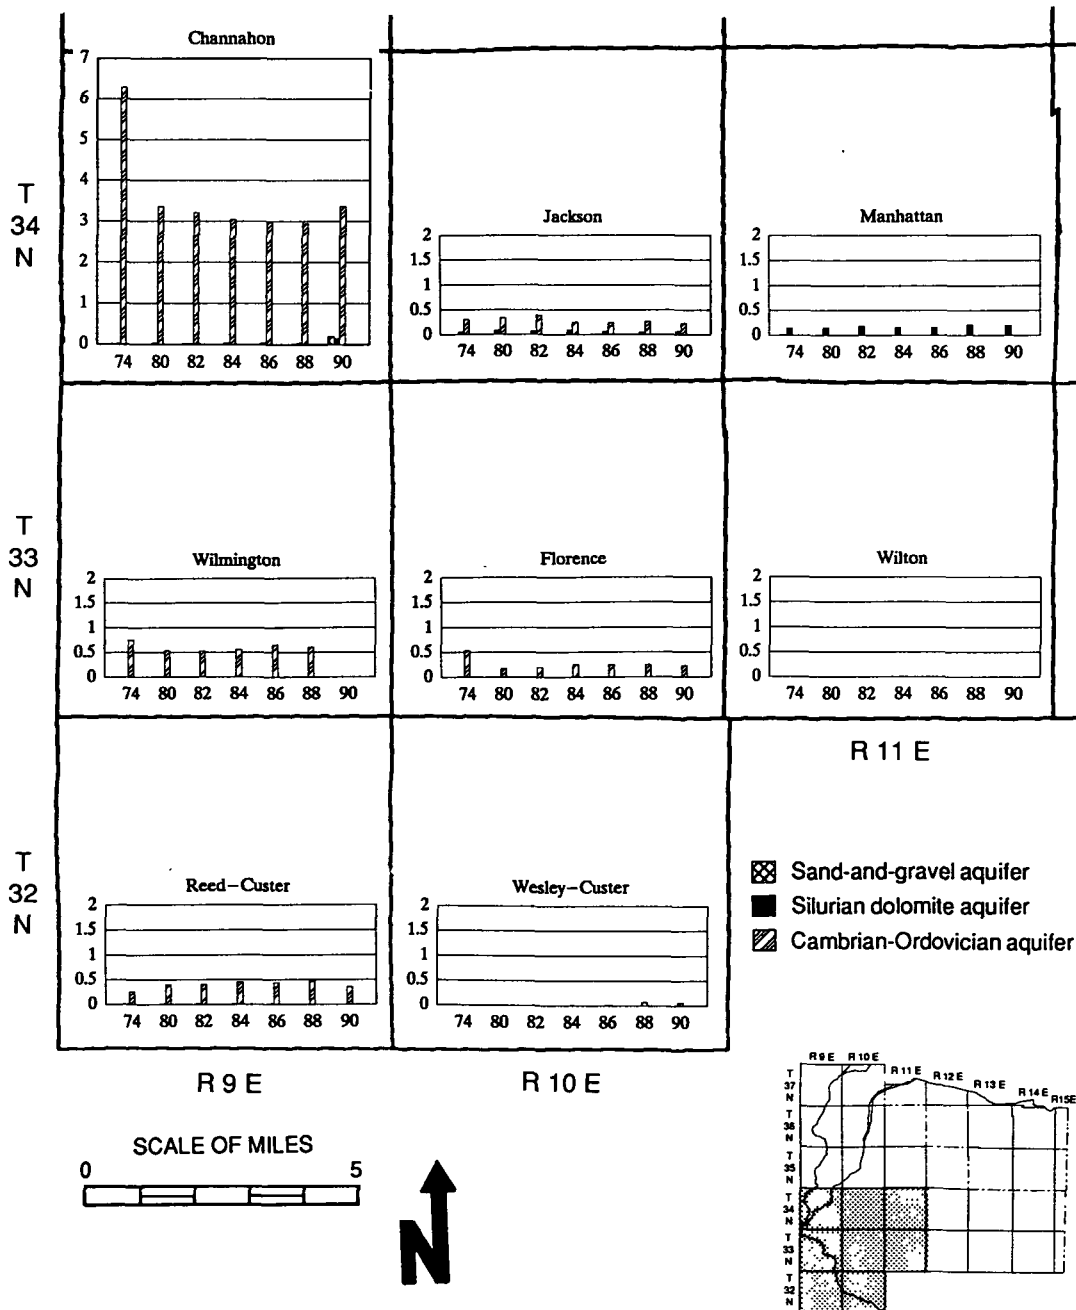 Channahon
7
6
5
4
3
2
1
0
74 80 82 84 86 88 90
Jackson
2
1.5
1
0.5
0
74 80 82 84 86 88 90
Manhattan
2
1.5
1
0.5
0
74 80 82 84 86 88 90
T
34
N
Wilmington
2
1.5
1
0.5
0
74 80 82 84 86 88 90
Florence
2
1.5
1
0.5
0
74 80 82 84 86 88 90
Wilton
2
1.5
1
0.5
0
74 80 82 84 86 88 90
T
33
N
R 11 E
Reed-Custer
2
1.5
1
0.5
0
74 80 82 84 86 88 90
Wesley-Custer
2
1.5
1
0.5
0
74 80 82 84 86 88 90
T
32
N
Sand-and-gravel aquifer
Silurian dolomite aquifer
Cambrian-Ordovician aquifer
R 9 E
R 10 E
SCALE OF MILES
0 5
N
R 9 E R 10 E
R 11 E R 12 E R 13 E R 14 E R15E
T
37
N
T
36
N
T
35
N
T
34
N
T
33
N
T
32
N